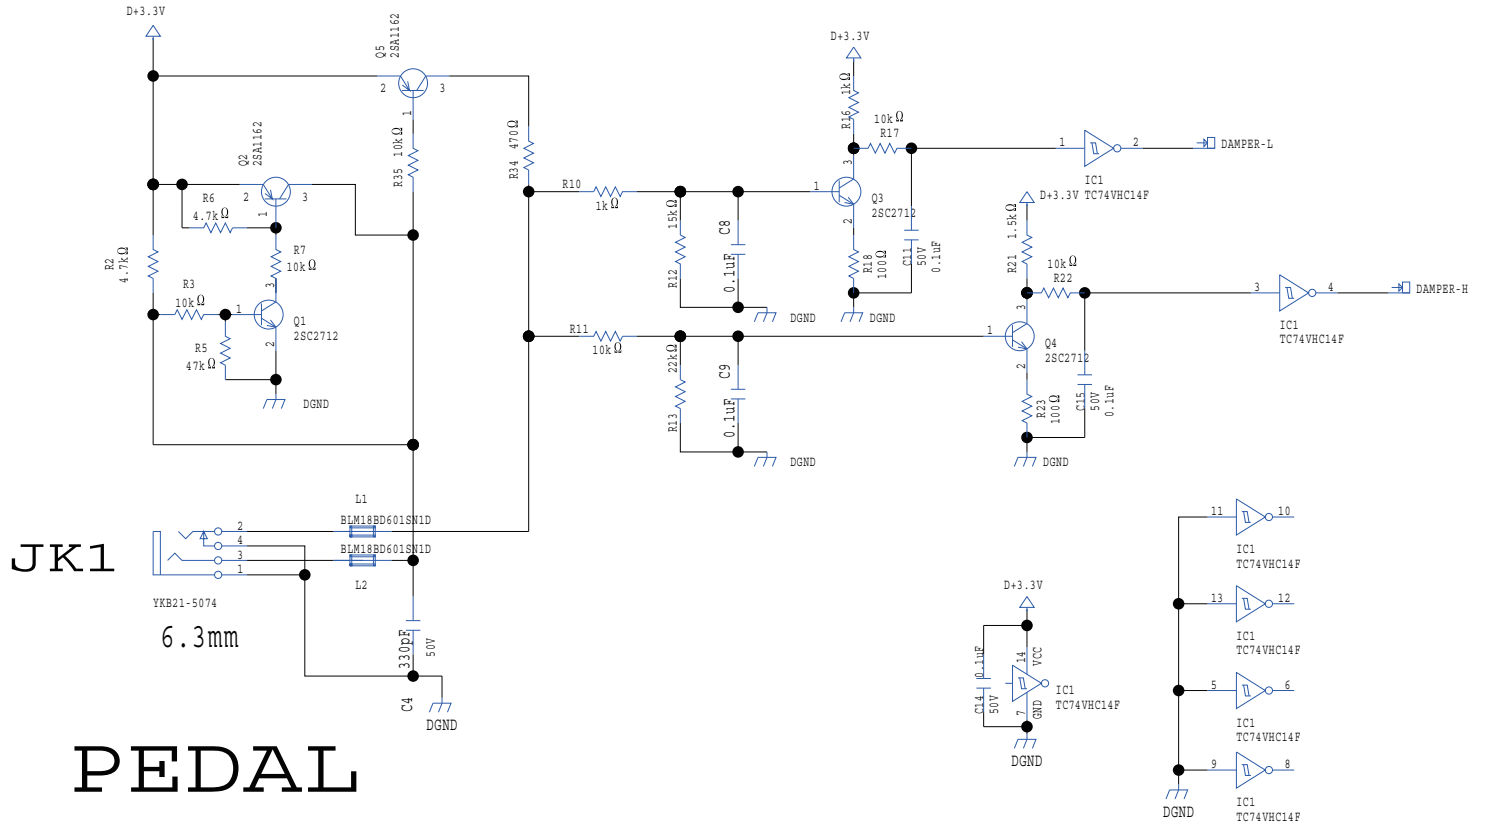 D+3.3V
Q5
2SA1162
2
3
1
R35 10kΩ
R34 470Ω
Q2
2SA1162
2
3
1
R6
4.7kΩ
R7
10kΩ
R2
4.7kΩ
R3
10kΩ
1
3
2
Q1
2SC2712
R5
47kΩ
DGND
R10
1kΩ
R12 15kΩ
0.1uF C8
DGND
R11
10kΩ
R13 22kΩ
0.1uF C9
DGND
D+3.3V
R16 1kΩ
10kΩ
R17
3
1
2
Q3
2SC2712
R18
100Ω
C11
50V
0.1uF
DGND
1
2
IC1
TC74VHC14F
DAMPER-L
D+3.3V
R21 1.5kΩ
10kΩ
R22
3
1
2
Q4
2SC2712
R23
100Ω
C15
50V
0.1uF
DGND
3
4
IC1
TC74VHC14F
DAMPER-H
JK1
2
4
3
1
YKB21-5074
6.3mm
L1
BLM18BD601SN1D
BLM18BD601SN1D
L2
C4 330pF
50V
DGND
PEDAL
D+3.3V
C14 0.1uF
50V
14 VCC
7 GND
IC1
TC74VHC14F
DGND
11
10
IC1
TC74VHC14F
13
12
IC1
TC74VHC14F
5
6
IC1
TC74VHC14F
9
8
IC1
TC74VHC14F
DGND